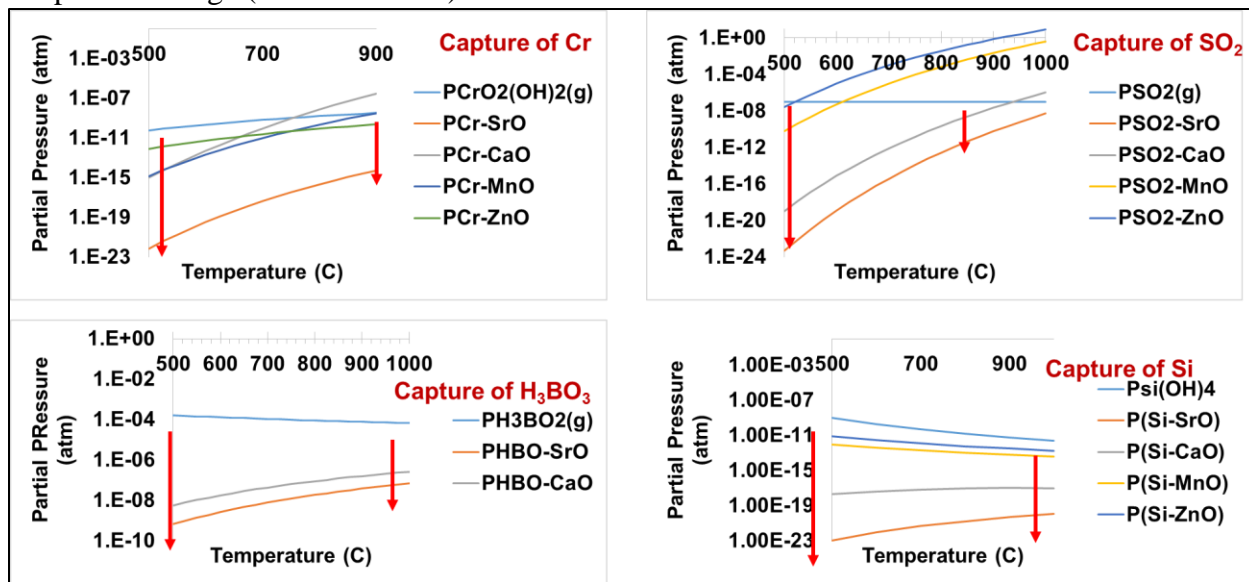 Capture of Cr
Partial Pressure (atm)
500
700
900
1.E-03
1.E-07
1.E-11
1.E-15
1.E-19
1.E-23
PCrO2(OH)2(g)
PCr-SrO
PCr-CaO
PCr-MnO
PCr-ZnO
Temperature (C)
Capture of SO2
Partial Pressure (atm)
1.E+00
500 600 700 800 900 1000
1.E-04
1.E-08
1.E-12
1.E-16
1.E-20
1.E-24
PSO2(g)
PSO2-SrO
PSO2-CaO
PSO2-MnO
PSO2-ZnO
Temperature (C)
Capture of H3BO3
Partial PRessure
(atm)
1.E+00
500 600 700 800 900 1000
1.E-02
1.E-04
1.E-06
1.E-08
1.E-10
PH3BO2(g)
PHBO-SrO
PHBO-CaO
Temperature (C)
Capture of Si
Partial Pressure
(atm)
1.00E-03
500 700 900
1.00E-07
1.00E-11
1.00E-15
1.00E-19
1.00E-23
Psi(OH)4
P(Si-SrO)
P(Si-CaO)
P(Si-MnO)
P(Si-ZnO)
Temperature (C)